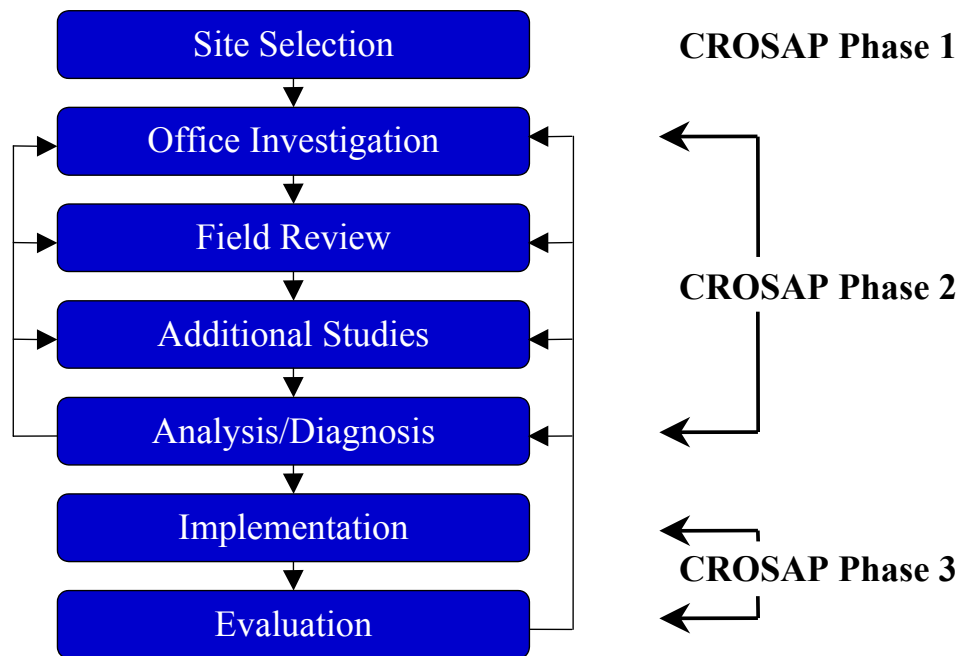 Site Selection
CROSAP Phase 1
Office Investigation
Field Review
CROSAP Phase 2
Additional Studies
Analysis/Diagnosis
Implementation
CROSAP Phase 3
Evaluation